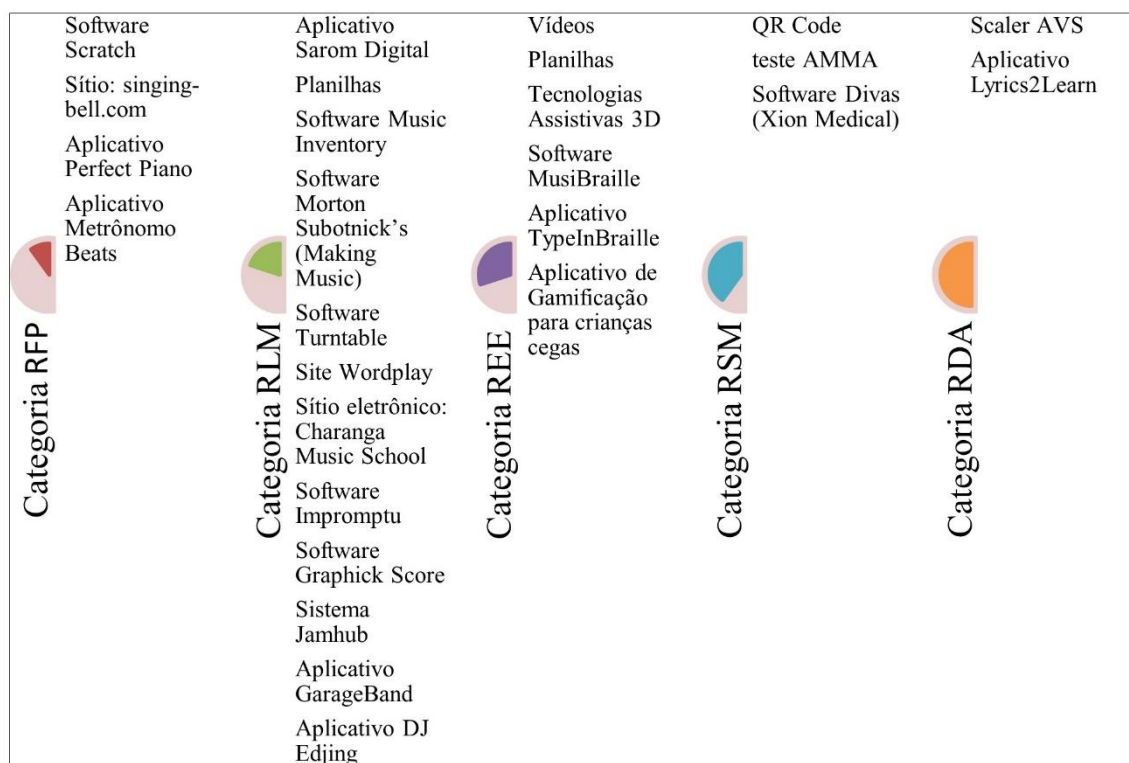 Categoria RFP
Software
Scratch
Sítio: singing-
bell.com
Aplicativo
Perfect Piano
Aplicativo
Metrônomo
Beats
Categoria RLM
Aplicativo
Sarom Digital
Planilhas
Software Music
Inventory
Software
Morton
Subotnick’s
(Making
Music)
Software
Turntable
Site Wordplay
Sítio eletrônico:
Charanga
Music School
Software
Impromptu
Software
Graphick Score
Sistema
Jamhub
Aplicativo
GarageBand
Aplicativo DJ
Edjing
Categoria REE
Vídeos
Planilhas
Tecnologias
Assistivas 3D
Software
MusiBraille
Aplicativo
TypeInBraille
Aplicativo de
Gamificação
para crianças
cegas
Categoria RSM
QR Code
teste AMMA
Software Divas
(Xion Medical)
Categoria RDA
Scaler AVS
Aplicativo
Lyrics2Learn